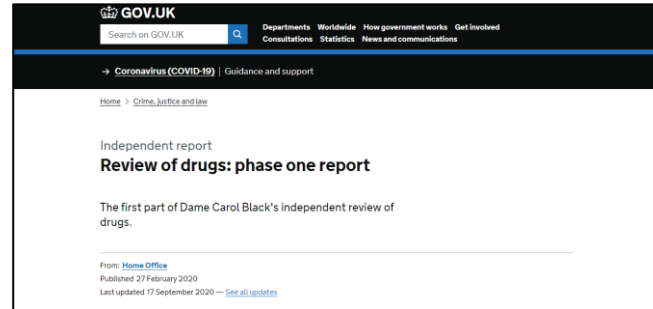 GOV.UK
Search on GOV.UK
Departments Worldwide How government works Get involved
Consultations Statistics News and communications
→ Coronavirus (COVID-19) | Guidance and support
Home > Crime, justice and law
Independent report
Review of drugs: phase one report
The first part of Dame Carol Black's independent review of
drugs.
From: Home Office
Published 27 February 2020
Last updated 17 September 2020 — See all updates